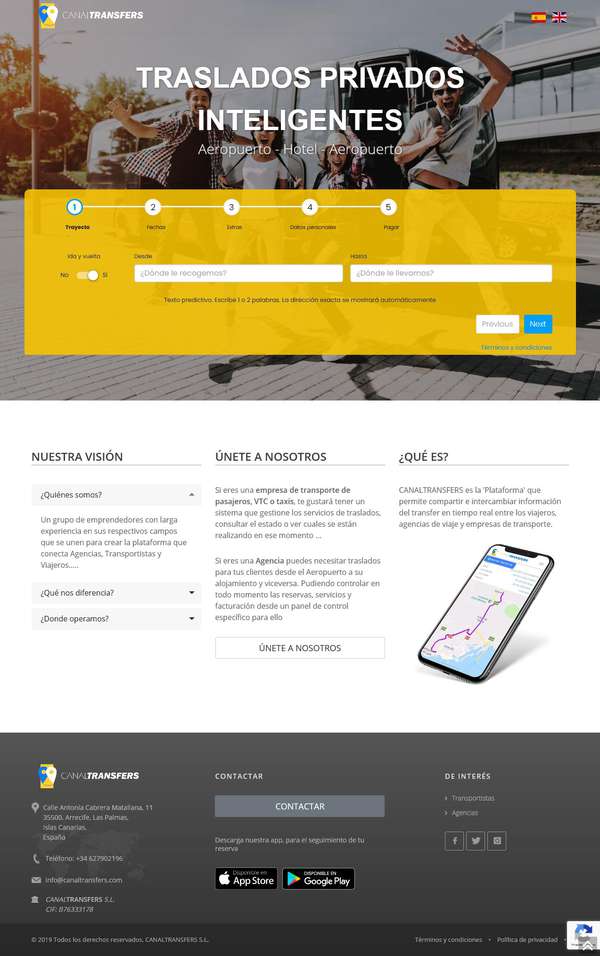 CANALTRANSFERS
TRASLADOS PRIVADOS
INTELIGENTES
Aeropuerto - Hotel - Aeropuerto
1 2 3 4 5
Trayecto Fechas Extras Datos personales Pagar
Ida y vuelta Desde Hasta
No Sí ¿Dónde le recogemos? ¿Dónde le llevamos?
Texto predictivo. Escribe 1 o 2 palabras. La dirección exacta se mostrará automáticamente
Previous Next
Términos y condiciones
NUESTRA VISIÓN
¿Quiénes somos?
Un grupo de emprendedores con larga
experiencia en sus respectivos campos
que se unen para crear la plataforma que
conecta Agencias, Transportistas y
Viajeros.....
¿Qué nos diferencia?
¿Donde operamos?
ÚNETE A NOSOTROS
Si eres una empresa de transporte de
pasajeros, VTC o taxis, te gustará tener un
sistema que gestione los servicios de traslados,
consultar el estado o ver cuales se están
realizando en ese momento ...
Si eres una Agencia puedes necesitar traslados
para tus clientes desde el Aeropuerto a su
alojamiento y viceversa. Pudiendo controlar en
todo momento las reservas, servicios y
facturación desde un panel de control
específico para ello
ÚNETE A NOSOTROS
¿QUÉ ES?
CANALTRANSFERS es la 'Plataforma' que
permite compartir e intercambiar información
del transfer en tiempo real entre los viajeros,
agencias de viaje y empresas de transporte.
CANALTRANSFERS
Calle Antonía Cabrera Matallana, 11
35500. Arrecife, Las Palmas,
Islas Canarias.
España
Teléfono: +34 627902196
info@canaltransfers.com
CANALTRANSFERS S.L.
CIF: B76333178
CONTACTAR
CONTACTAR
Descarga nuestra app, para el seguimiento de tu
reserva
Disponible en
App Store
DISPONIBLE EN
Google Play
DE INTERÉS
Transportistas
Agencias
© 2019 Todos los derechos reservados, CANALTRANSFERS S.L.
Términos y condiciones • Política de privacidad •